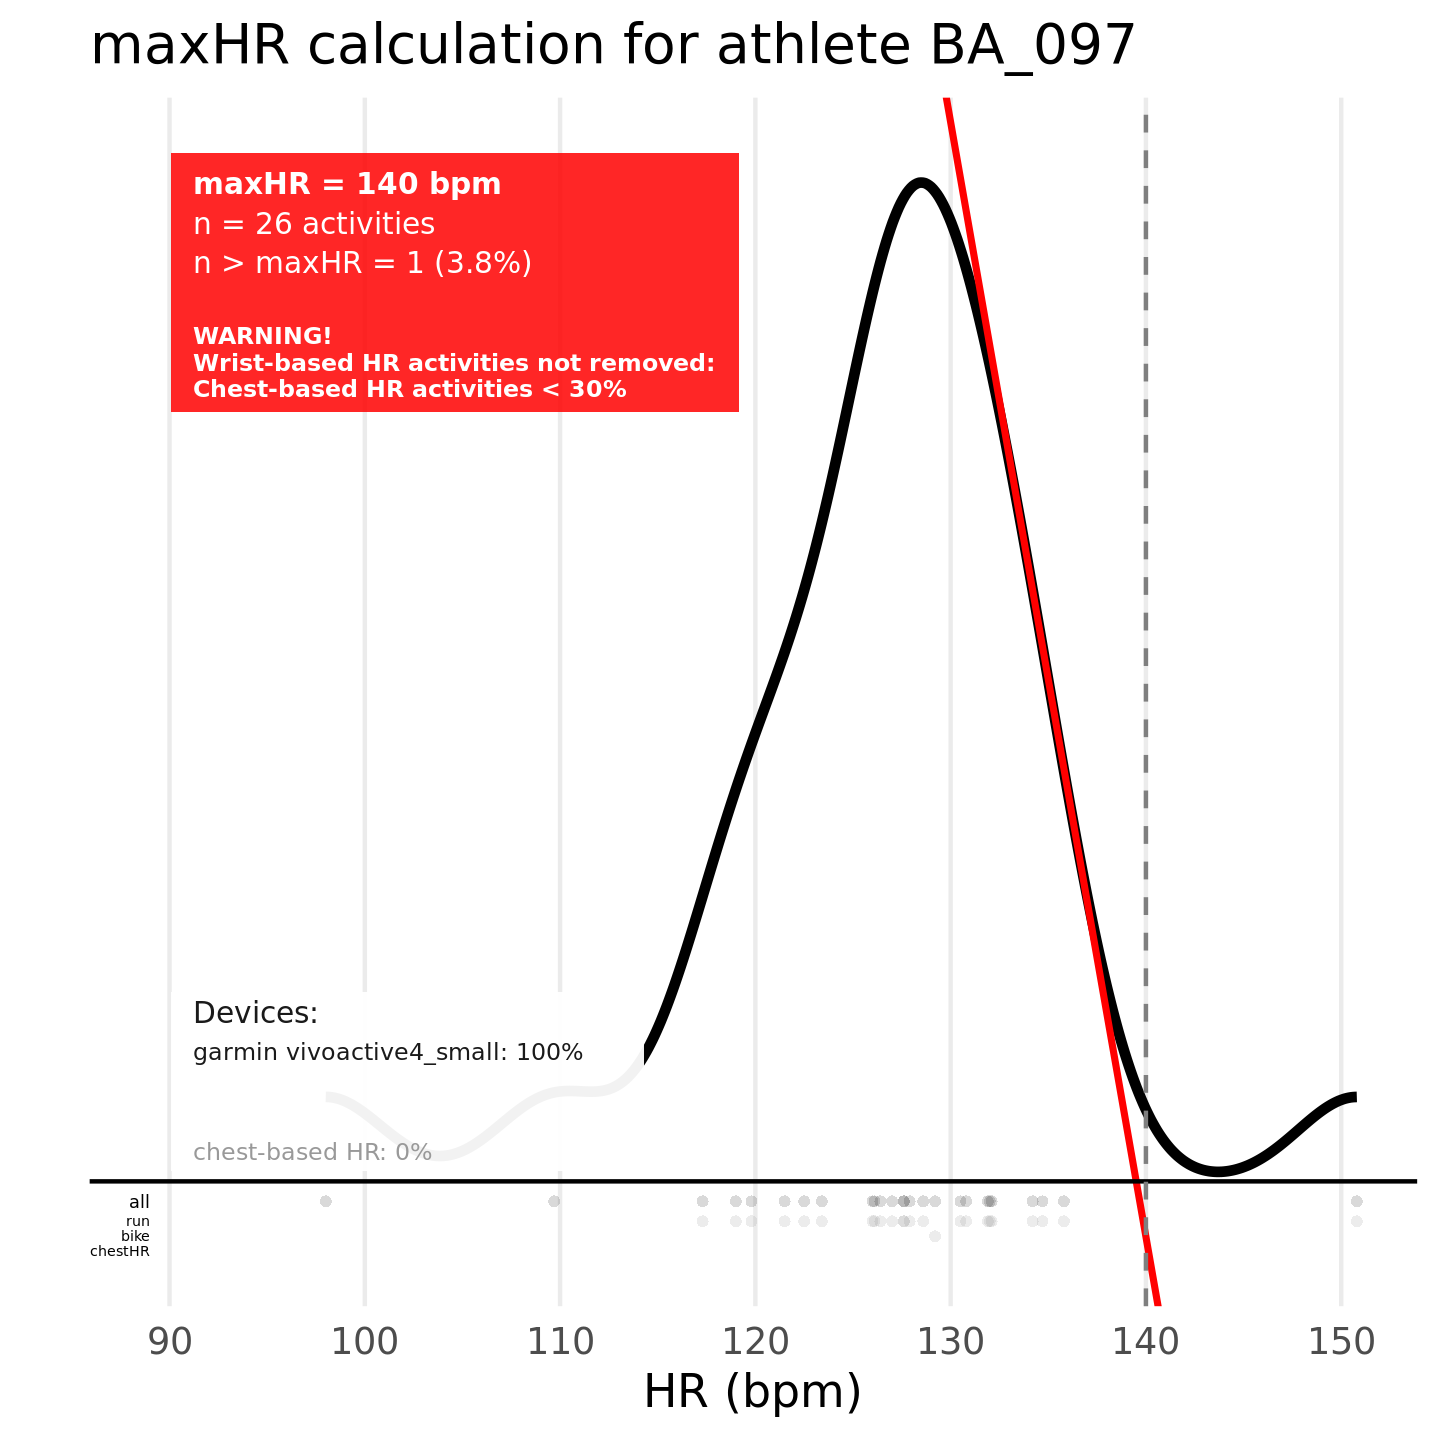 maxHR calculation for athlete BA_097
maxHR = 140 bpm
n = 26 activities
n > maxHR = 1 (3.8%)
WARNING!
Wrist-based HR activities not removed:
Chest-based HR activities < 30%
Devices:
garmin vivoactive4_small: 100%
chest-based HR: 0%
all
run
bike
chestHR
90 100 110 120 130 140 150
HR (bpm)